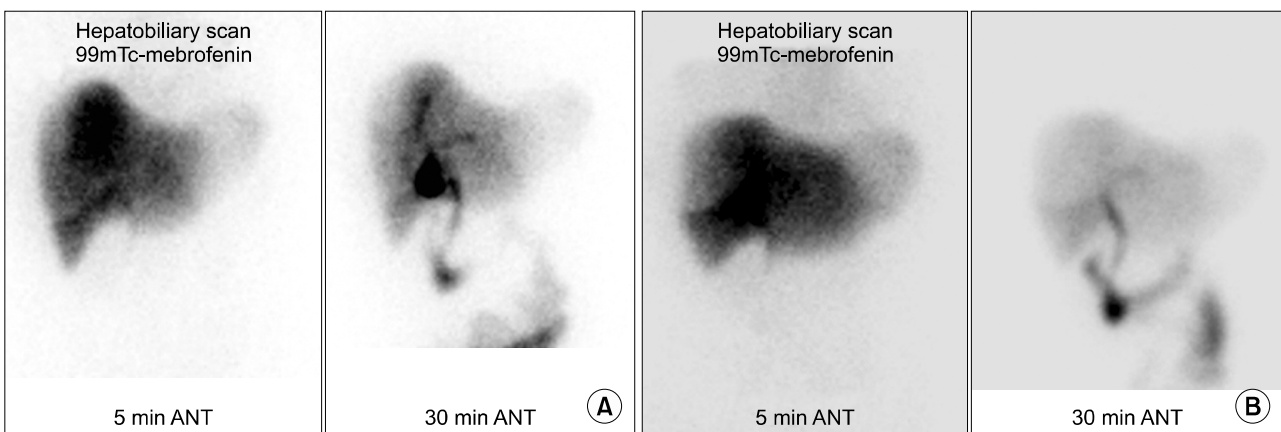 Hepatobiliary scan
99mTc-mebrofenin
5 min ANT
30 min ANT
A
Hepatobiliary scan
99mTc-mebrofenin
5 min ANT
30 min ANT
B